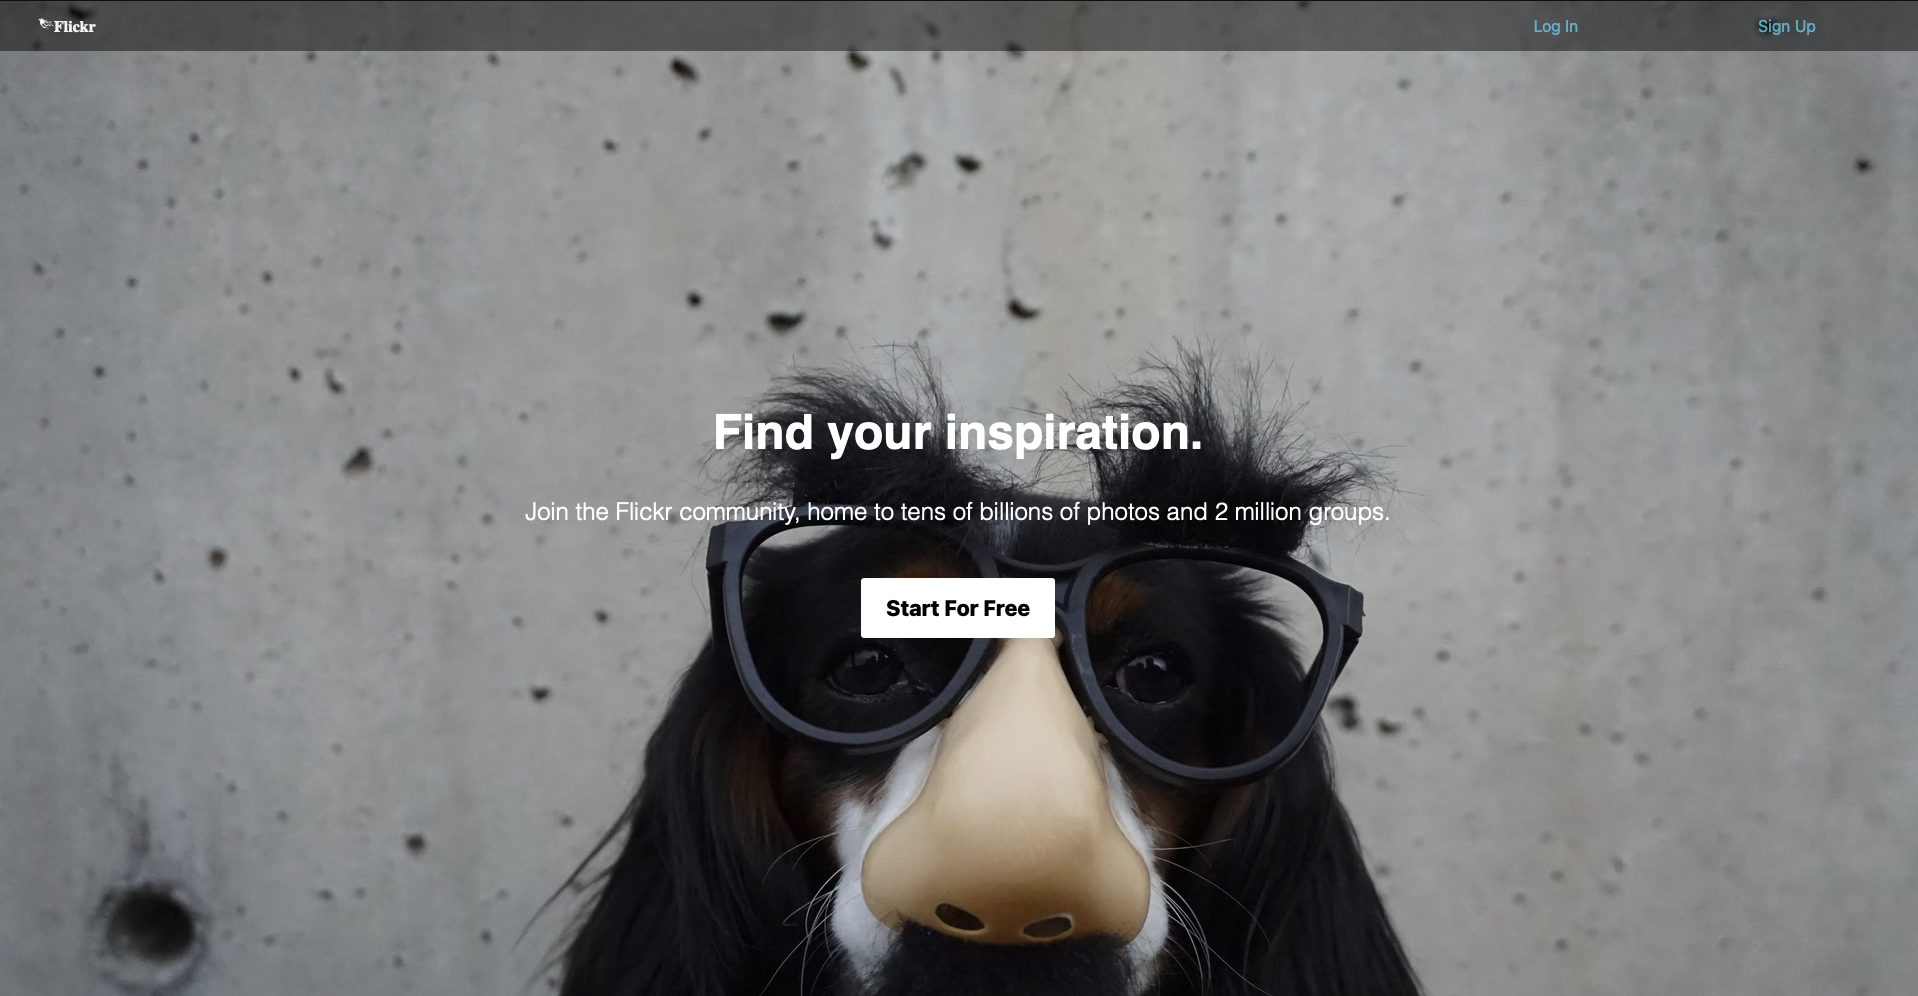 Flickr
Log In
Sign Up
Find your inspiration.
Join the Flickr community, home to tens of billions of photos and 2 million groups.
Start For Free